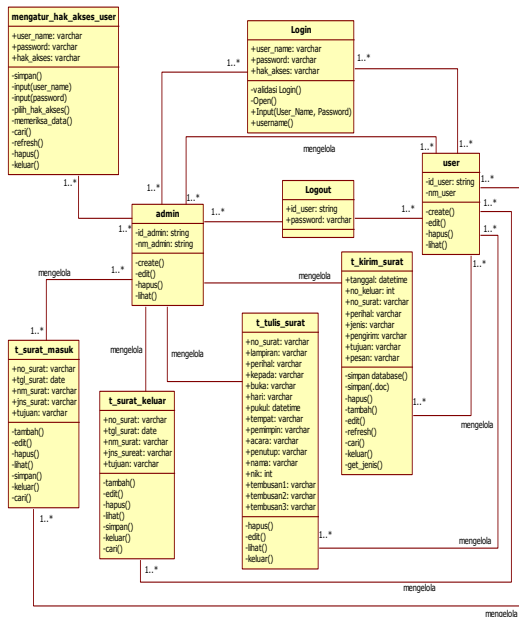 mengatur_hak_akses_user
+user_name: varchar
+password: varchar
+hak_akses: varchar
-simpan()
-input(user_name)
-input(password)
-pilih_hak_akses()
-memeriksa_data()
-cari()
-refresh()
-hapus()
-keluar()
1..*
Login
+user_name: varchar
+password: varchar
+hak_akses: varchar
-validasi Login()
-Open()
+Input(User_Name, Password)
+username()
1..*
1..*
mengelola
1..*
1..*
user
-id_user: string
-nm_user
-create()
-edit()
-hapus()
-lihat()
1..*
1..*
1..*
1..*
Logout
+id_user: string
+password: varchar
1..*
1..*
1..*
1..*
1..*
admin
-id_admin: string
-nm_admin: string
-create()
-edit()
-hapus()
-lihat()
1..*
mengelola
1..*
mengelola
mengelola
mengelola
t_kirim_surat
+tanggal: datetime
+no_keluar: int
+no_surat: varchar
+perihal: varchar
+jenis: varchar
+pengirim: varchar
+tujuan: varchar
+pesan: varchar
-simpan database()
-simpan(.doc)
-hapus()
-tambah()
-edit()
-refresh()
-cari()
-keluar()
-get_jenis()
1..*
mengelola
t_tulis_surat
+no_surat: varchar
+lampiran: varchar
+perihal: varchar
+kepada: varchar
+buka: varchar
+hari: varchar
+pukul: datetime
+tempat: varchar
+pemimpin: varchar
+acara: varchar
+penutup: varchar
+nama: varchar
+nik: int
+tembusan1: varchar
+tembusan2: varchar
+tembusan3: varchar
-hapus()
-edit()
-lihat()
-keluar()
1..*
mengelola
t_surat_masuk
+no_surat: varchar
+tgl_surat: date
+nm_surat: varchar
+jns_surat: varchar
+tujuan: varchar
-tambah()
-edit()
-hapus()
-lihat()
-simpan()
-keluar()
-cari()
1..*
t_surat_keluar
+no_surat: varchar
+tgl_surat: date
+nm_surat: varchar
+jns_sureat: varchar
+tujuan: varchar
-tambah()
-edit()
-hapus()
-lihat()
-simpan()
-keluar()
-cari()
1..*
mengelola
mengelola